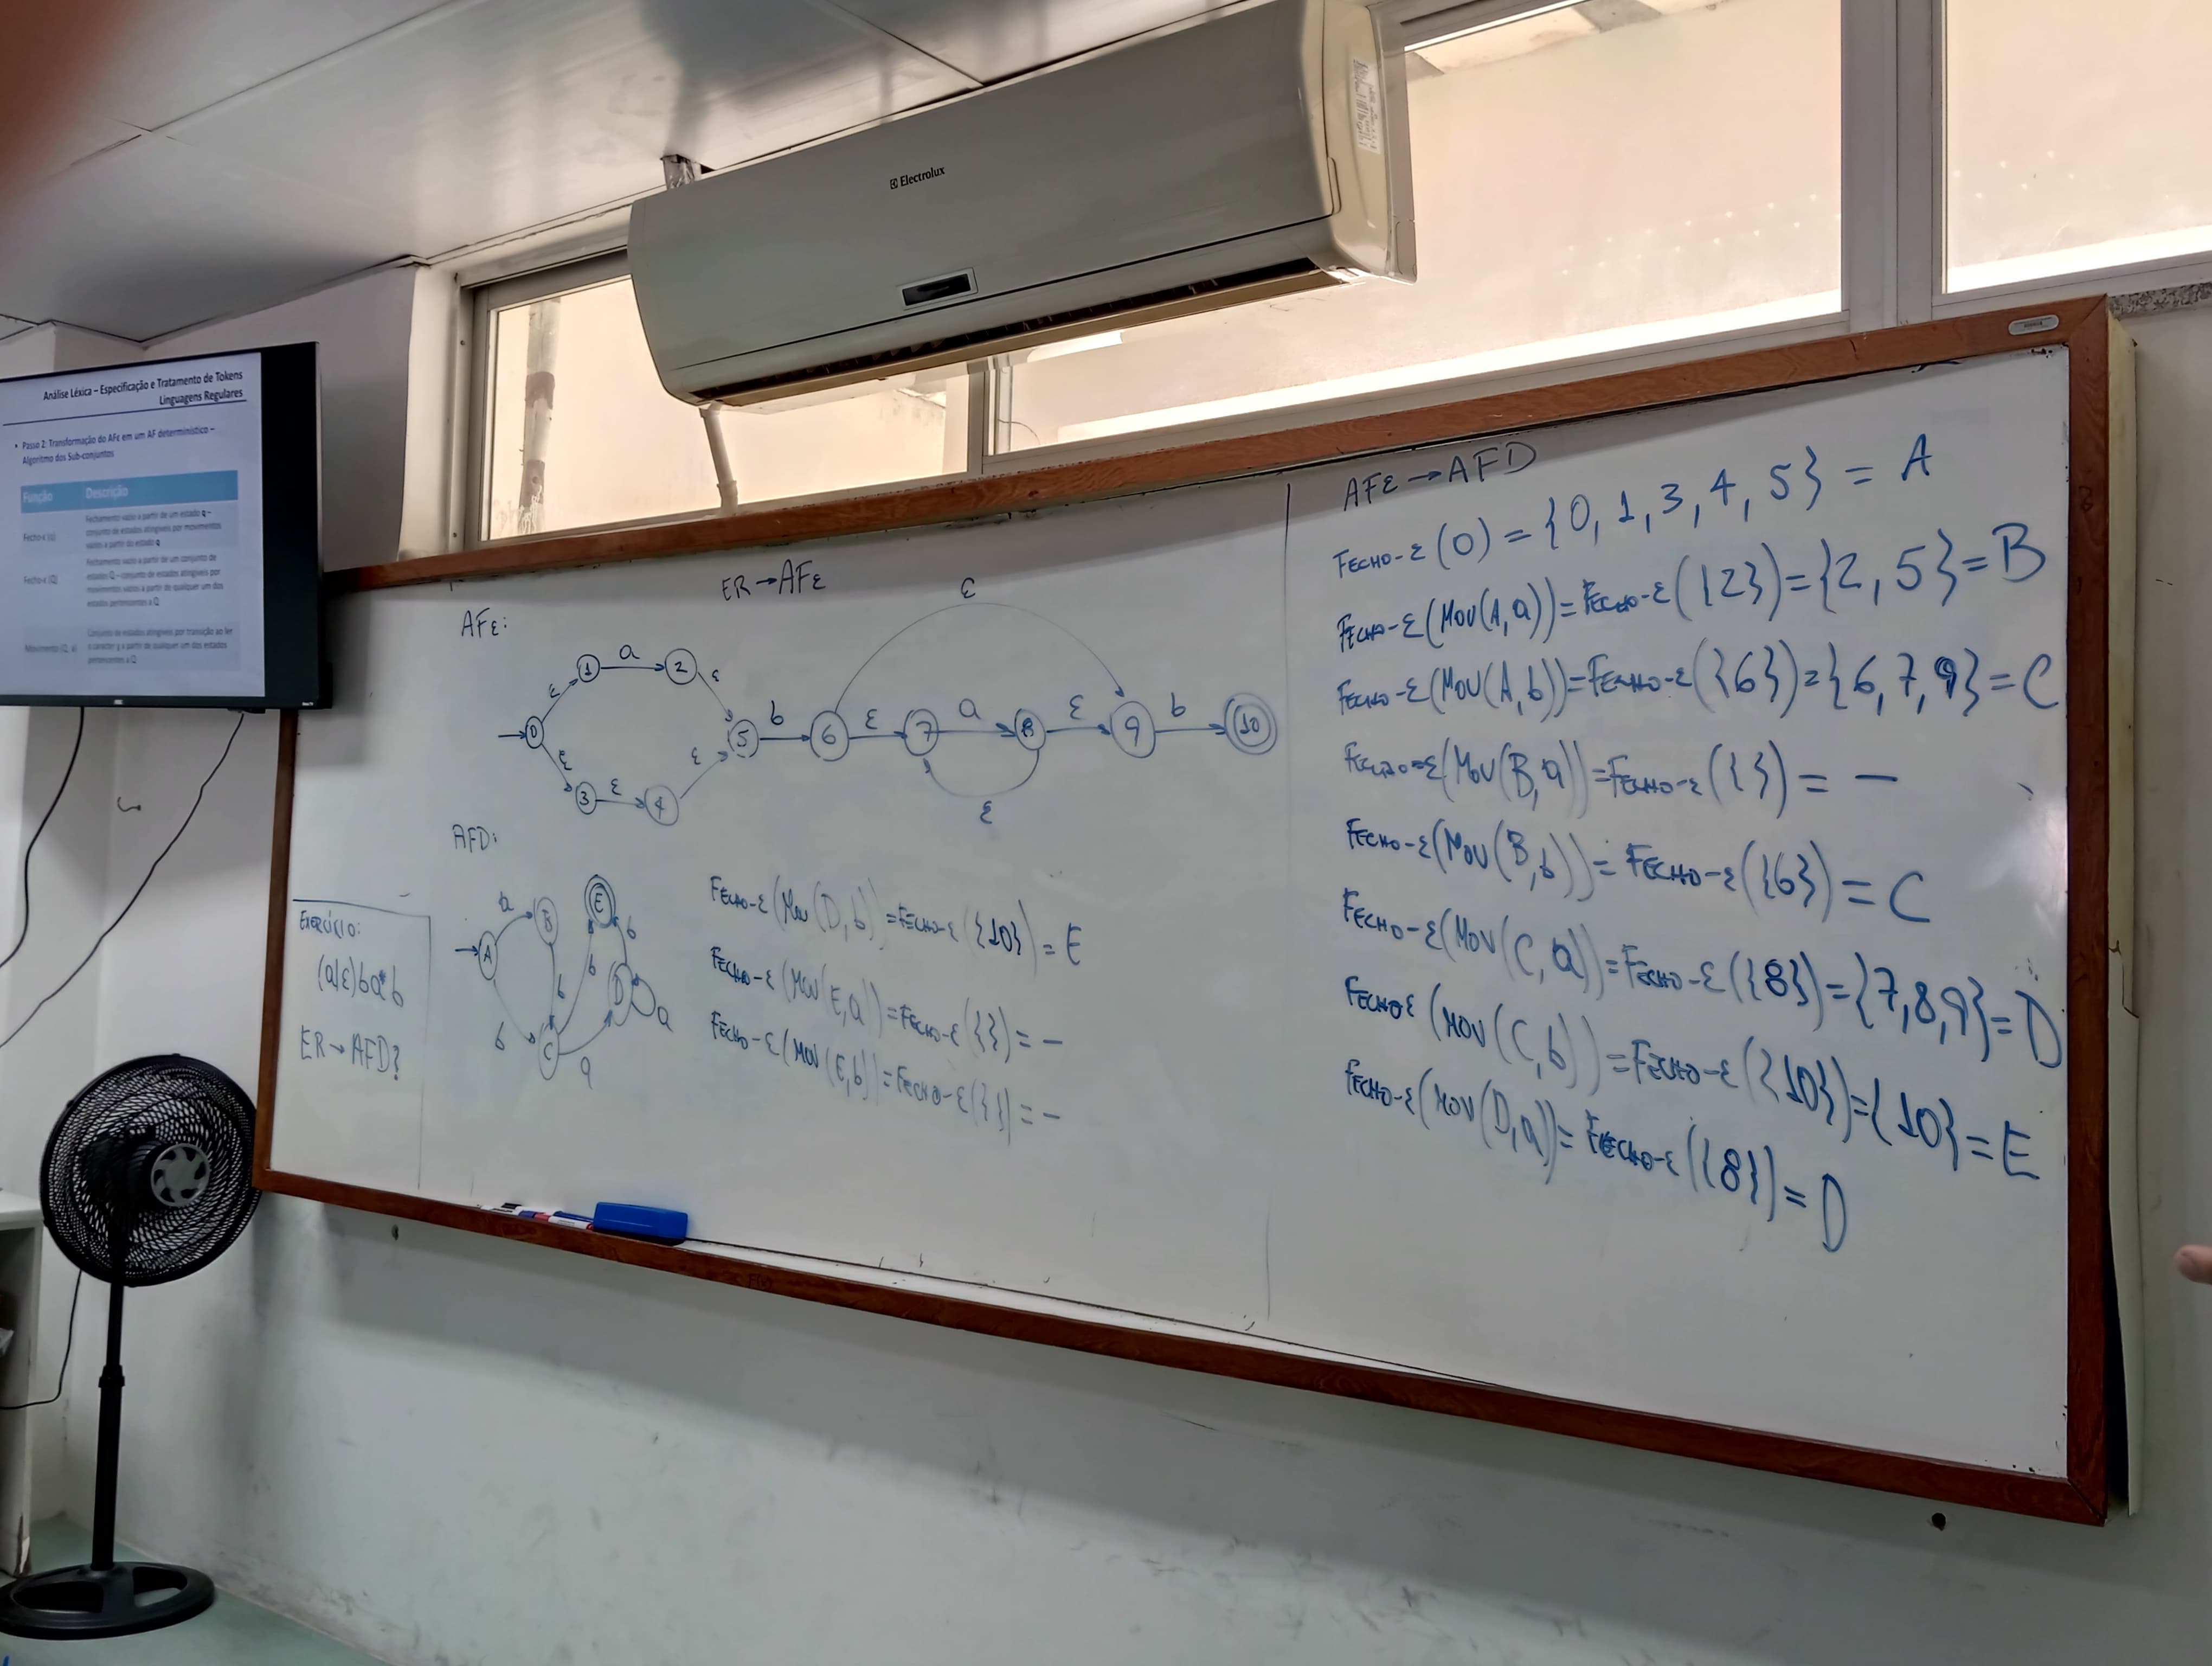 Electrolux
Análise Léxica – Especificação e Tratamento de Tokens
Linguagens Regulares
• Passo 2: Transformação do AFε em um AF determinístico –
Algoritmo dos Sub-conjuntos
Função Descrição
Fecho-ε (q) Fechamento vazio a partir de um estado q –
conjunto de estados atingíveis por movimentos
vazios a partir do estado q
Fecho-ε (Q) Fechamento vazio a partir de um conjunto de
estados Q – conjunto de estados atingíveis por
movimentos vazios a partir de qualquer um dos
estados pertencentes a Q
Movimento (Q, a) Conjunto de estados atingíveis por transição ao ler
o caracter a partir de qualquer um dos estados
pertencentes a Q
ER → AFε
AFε:
ε
1 a 2
ε ε
0 5 b 6 ε 7 a 8 ε 9 b 10
ε ε
3 ε 4
ε
AFD:
E
a B b
A b b D a
b C a
EXERCÍCIO:
(a|ε)ba*b
ER → AFD?
FECHO-ε(MOV(D,b))=FECHO-ε({10})=E
FECHO-ε(MOV(E,a))=FECHO-ε({})=–
FECHO-ε(MOV(E,b))=FECHO-ε({})=–
AFε → AFD
FECHO-ε(0)={0,1,3,4,5}=A
FECHO-ε(MOV(A,a))=FECHO-ε({2})={2,5}=B
FECHO-ε(MOV(A,b))=FECHO-ε({6})={6,7,9}=C
FECHO-ε(MOV(B,a))=FECHO-ε({})=–
FECHO-ε(MOV(B,b))=FECHO-ε({6})=C
FECHO-ε(MOV(C,a))=FECHO-ε({8})={7,8,9}=D
FECHO-ε(MOV(C,b))=FECHO-ε({10})={10}=E
FECHO-ε(MOV(D,a))=FECHO-ε({8})=D